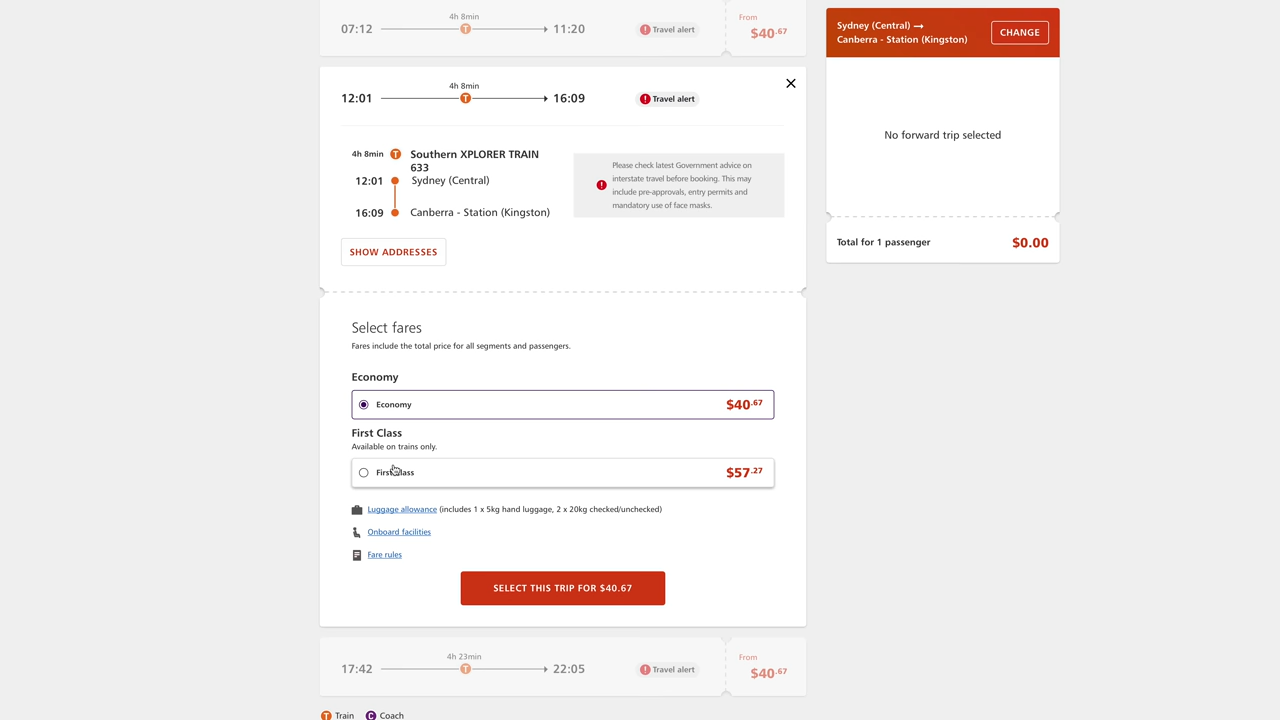 4h 8min
07:12 T 11:20
! Travel alert
From
$40.67
4h 8min
12:01 T 16:09
! Travel alert
4h 8min T Southern XPLORER TRAIN
633
12:01 Sydney (Central)
16:09 Canberra - Station (Kingston)
Please check latest Government advice on
interstate travel before booking. This may
! include pre-approvals, entry permits and
mandatory use of face masks.
SHOW ADDRESSES
Select fares
Fares include the total price for all segments and passengers.
Economy
Economy $40.67
First Class
Available on trains only.
First Class $57.27
Luggage allowance (includes 1 x 5kg hand luggage, 2 x 20kg checked/unchecked)
Onboard facilities
Fare rules
SELECT THIS TRIP FOR $40.67
4h 23min
17:42 T 22:05
! Travel alert
From
$40.67
T Train C Coach
Sydney (Central) →
Canberra - Station (Kingston)
CHANGE
No forward trip selected
Total for 1 passenger $0.00